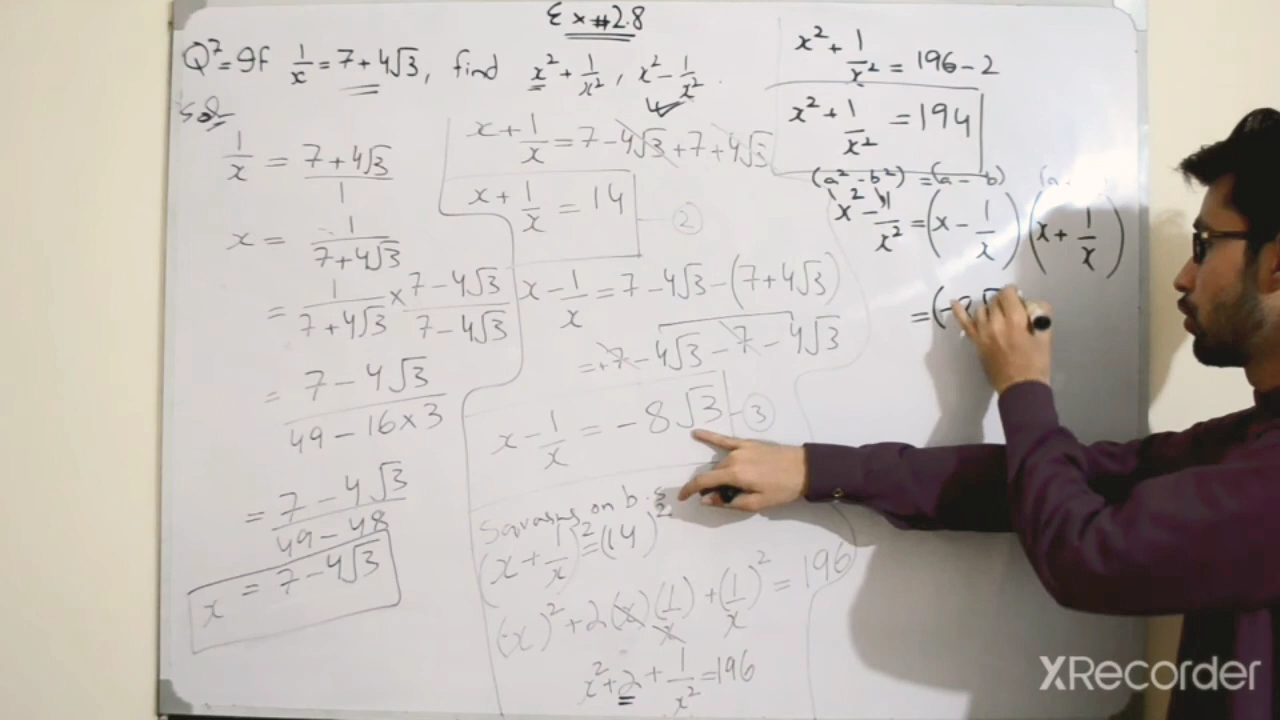 Ex#2.8
Q7= If 1/x = 7+4√3, find x²+1/x², x²-1/x².
Sol
1/x = 7+4√3/1
x = 1/7+4√3
= 1/7+4√3 × 7-4√3/7-4√3
= 7-4√3/49-16×3
= 7-4√3/49-48
x = 7-4√3
x+1/x = 7-4√3+7+4√3
x+1/x = 14 - 2
x-1/x = 7-4√3-(7+4√3)
= +7-4√3-7-4√3
x-1/x = -8√3 - 3
Squaring on b.s
(x+1/x)² = (14)²
(x)²+2(x)(1/x)+(1/x)² = 196
x²+2+1/x² = 196
x²+1/x² = 196-2
x²+1/x² = 194
(a²-b²) = (a-b) (a
x²-1/x² = (x-1/x)(x+1/x)
= (-8√
XRecorder